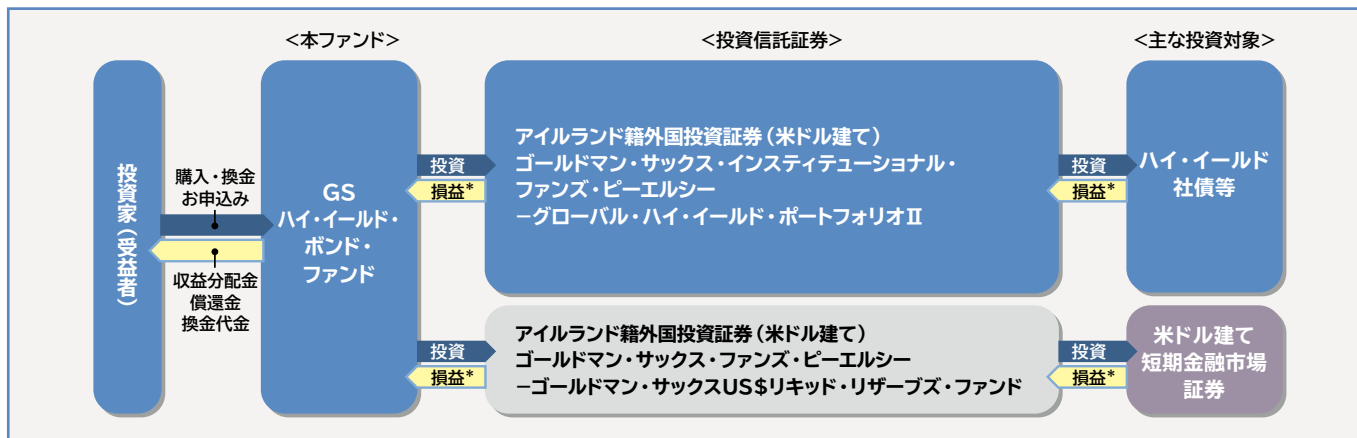 <本ファンド>
<投資信託証券>
<主な投資対象>
投資家(受益者)
購入・換金
お申込み
収益分配金
償還金
換金代金
GS
ハイ・イールド・
ボンド・
ファンド
投資
損益*
アイルランド籍外国投資証券(米ドル建て)
ゴールドマン・サックス・インスティテューショナル・
ファンズ・ピーエルシー
－グローバル・ハイ・イールド・ポートフォリオⅡ
投資
損益*
ハイ・イールド
社債等
投資
損益*
アイルランド籍外国投資証券(米ドル建て)
ゴールドマン・サックス・ファンズ・ピーエルシー
－ゴールドマン・サックスUS$リキッド・リザーブズ・ファンド
投資
損益*
米ドル建て
短期金融市場
証券